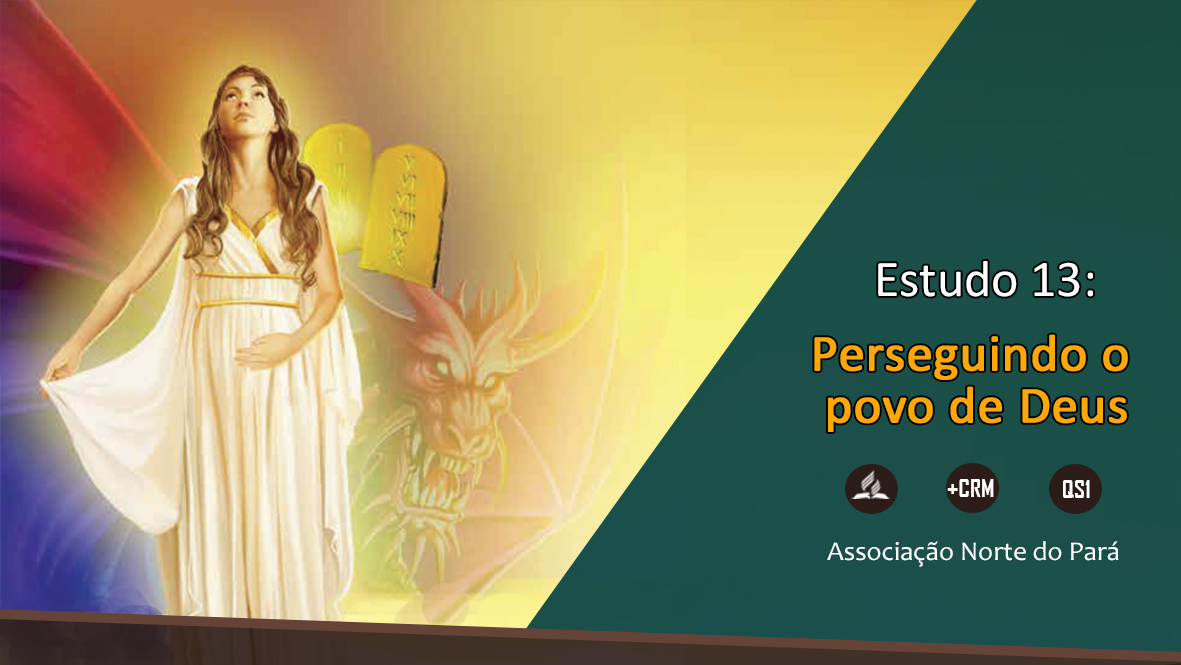 Estudo 13:
Perseguindo o
povo de Deus
+CRM
QS1
Associação Norte do Pará